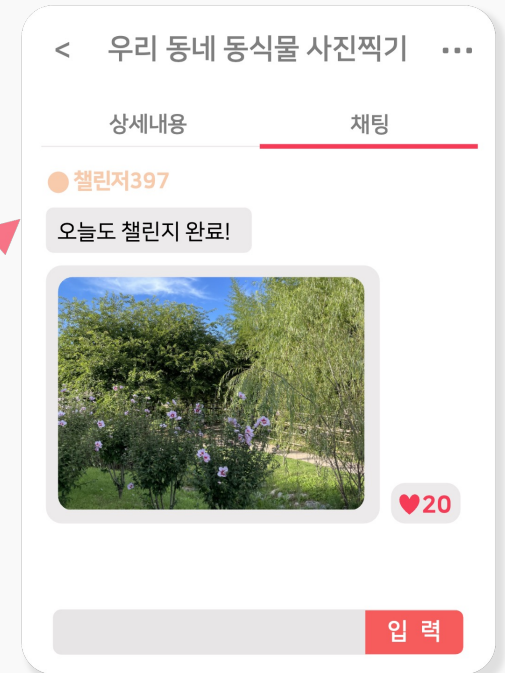 < 우리 동네 동식물 사진찍기 ...
상세내용 채팅
챌린저397
오늘도 챌린지 완료!
♥20
입 력